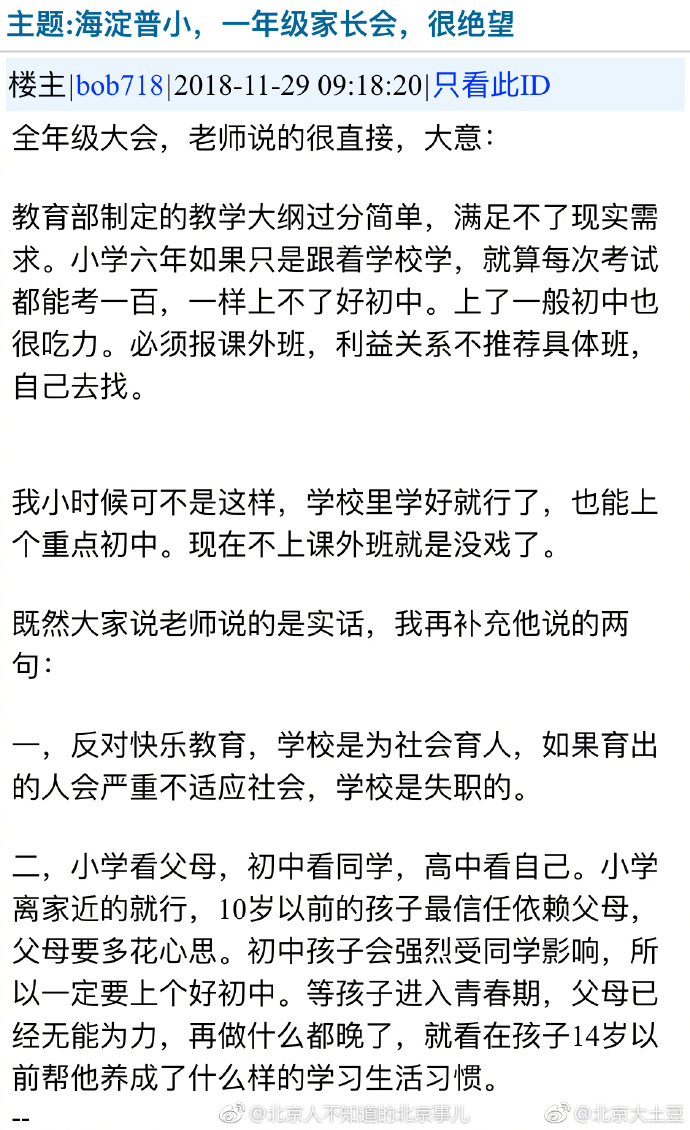 主题:海淀普小，一年级家长会，很绝望
楼主|bob718|2018-11-29 09:18:20|只看此ID
全年级大会，老师说的很直接，大意：
教育部制定的教学大纲过分简单，满足不了现实需
求。小学六年如果只是跟着学校学，就算每次考试
都能考一百，一样上不了好初中。上了一般初中也
很吃力。必须报课外班，利益关系不推荐具体班，
自己去找。
我小时候可不是这样，学校里学好就行了，也能上
个重点初中。现在不上课外班就是没戏了。
既然大家说老师说的是实话，我再补充他说的两
句：
一，反对快乐教育，学校是为社会育人，如果育出
的人会严重不适应社会，学校是失职的。
二，小学看父母，初中看同学，高中看自己。小学
离家近的就行，10岁以前的孩子最信任依赖父母，
父母要多花心思。初中孩子会强烈受同学影响，所
以一定要上个好初中。等孩子进入青春期，父母已
经无能为力，再做什么都晚了，就看在孩子14岁以
前帮他养成了什么样的学习生活习惯。
--
@北京人不知道的北京事儿 @北京大土豆